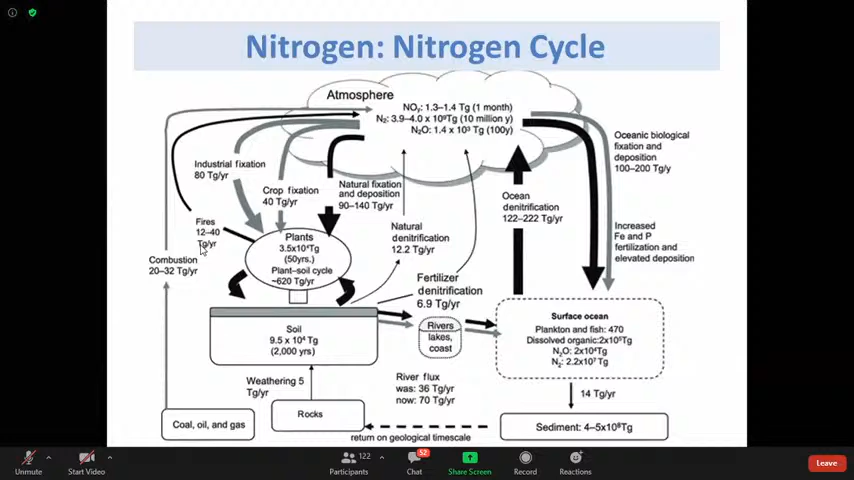 Nitrogen: Nitrogen Cycle
Atmosphere
NOy: 1.3–1.4 Tg (1 month)
N2: 3.9–4.0 x 10⁹Tg (10 million y)
N2O: 1.4 x 10³ Tg (100y)
Oceanic biological
fixation and
deposition
100–200 Tg/y
Industrial fixation
80 Tg/yr
Crop fixation
40 Tg/yr
Natural fixation
and deposition
90–140 Tg/yr
Ocean
denitrification
122–222 Tg/yr
Fires
12–40
Tg/yr
Natural
denitrification
12.2 Tg/yr
Increased
Fe and P
fertilization and
elevated deposition
Plants
3.5x10⁴Tg
(50yrs.)
Plant–soil cycle
~620 Tg/yr
Combustion
20–32 Tg/yr
Fertilizer
denitrification
6.9 Tg/yr
Soil
9.5 x 10⁴ Tg
(2,000 yrs)
Rivers
lakes,
coast
Surface ocean
Plankton and fish: 470
Dissolved organic:2x10⁵Tg
N2O: 2x10⁴Tg
N2: 2.2x10⁷Tg
Weathering 5
Tg/yr
River flux
was: 36 Tg/yr
now: 70 Tg/yr
14 Tg/yr
Coal, oil, and gas
Rocks
Sediment: 4–5x10⁸Tg
return on geological timescale
Unmute
Start Video
122
Participants
52
Chat
Share Screen
Record
Reactions
Leave